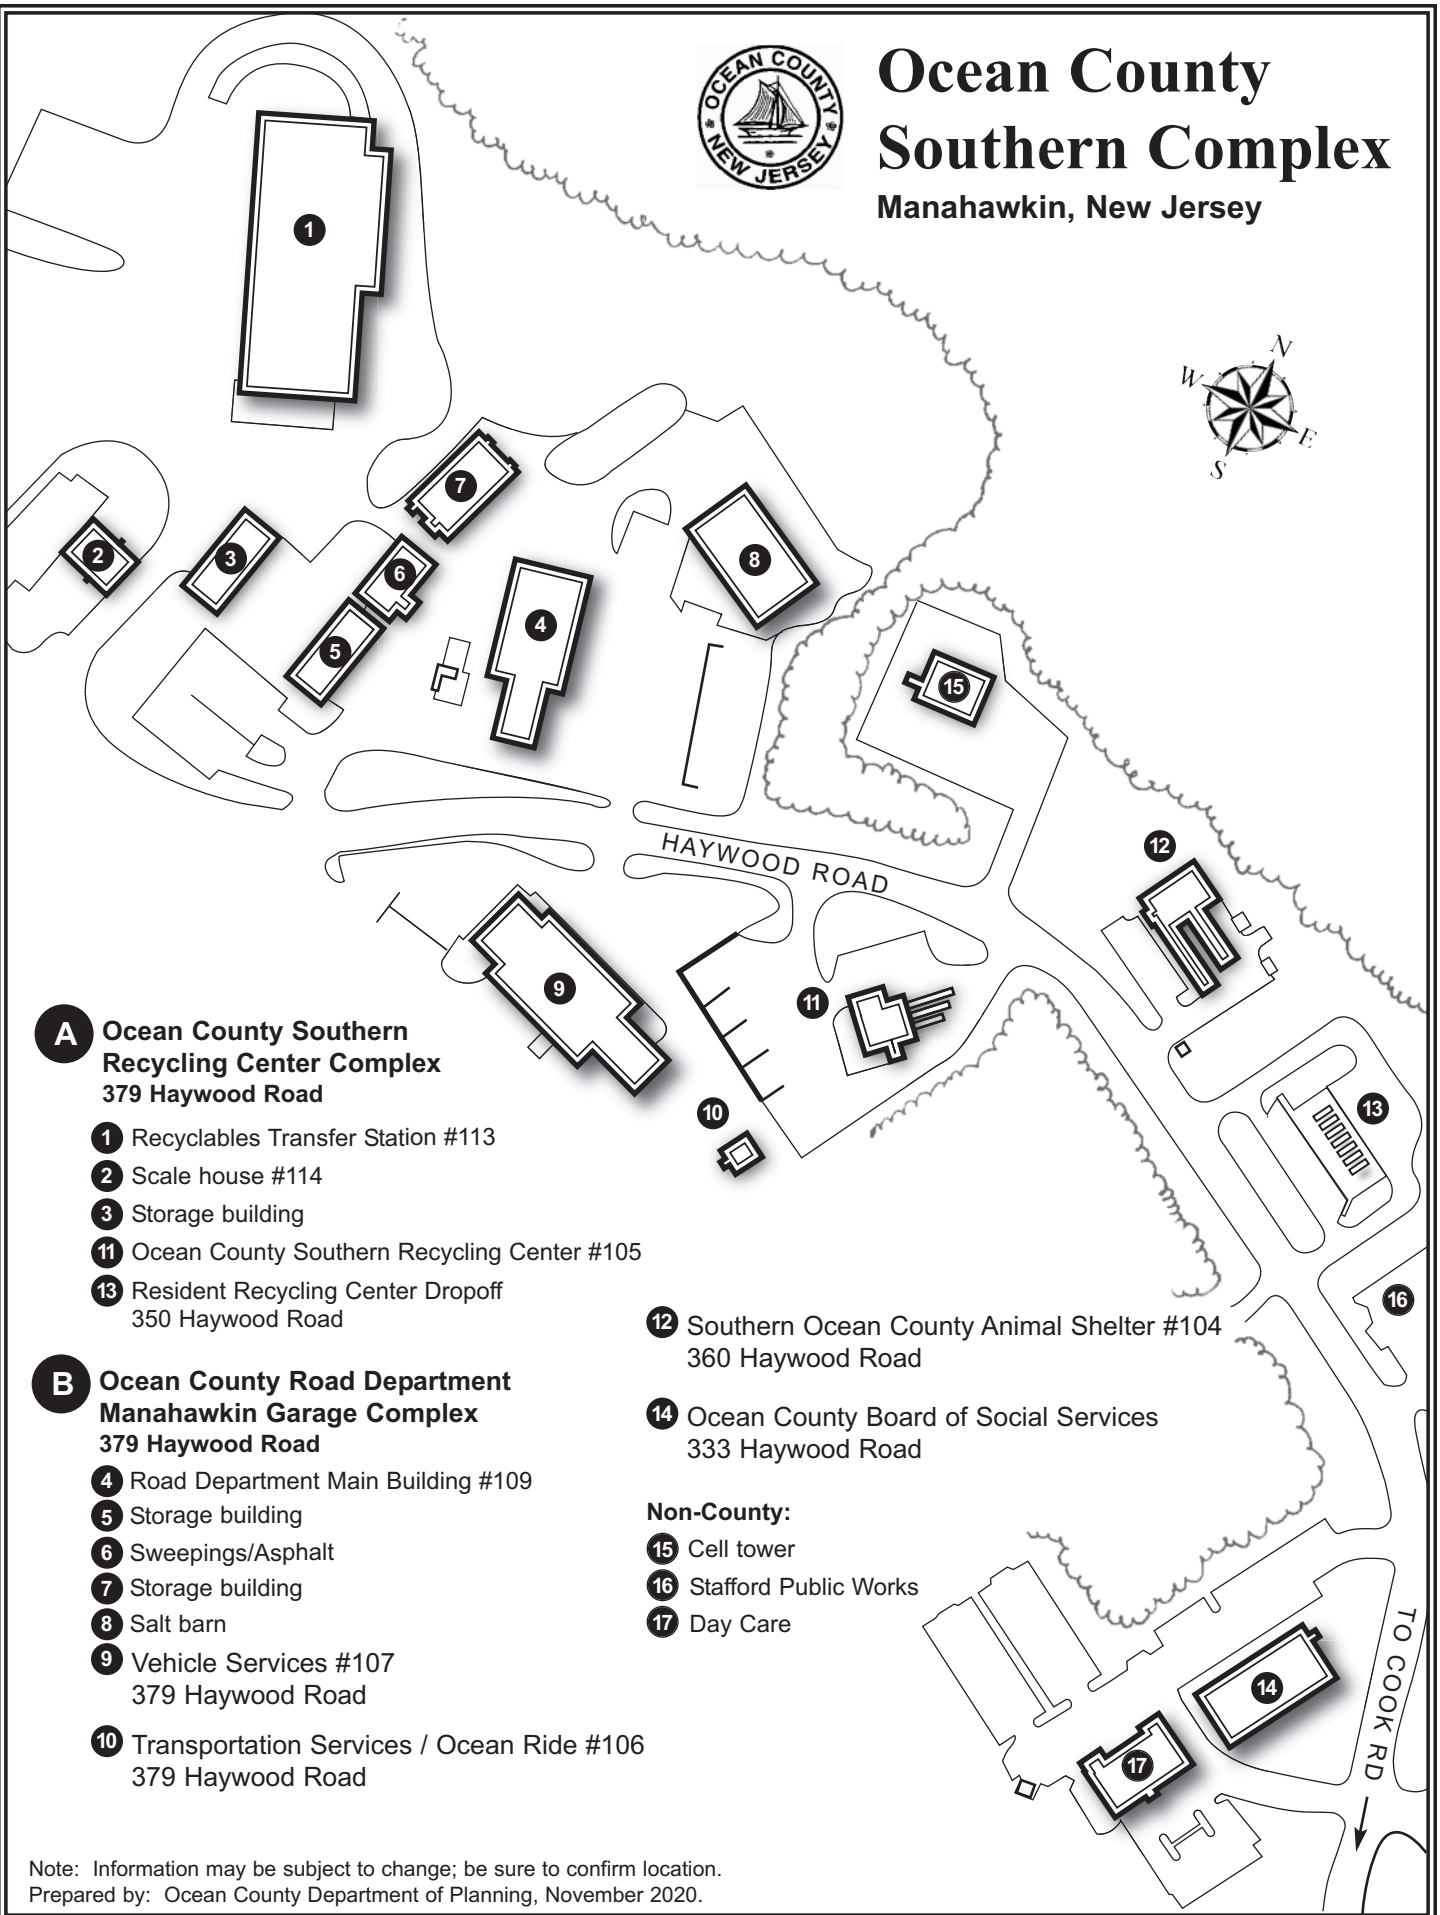 OCEAN COUNTY
NEW JERSEY
Ocean County
Southern Complex
Manahawkin, New Jersey
N
W
E
S
1
7
2
3
6
8
4
5
15
HAYWOOD ROAD
12
9
11
10
13
16
14
17
TO COOK RD
A Ocean County Southern
Recycling Center Complex
379 Haywood Road
1 Recyclables Transfer Station #113
2 Scale house #114
3 Storage building
11 Ocean County Southern Recycling Center #105
13 Resident Recycling Center Dropoff
350 Haywood Road
B Ocean County Road Department
Manahawkin Garage Complex
379 Haywood Road
4 Road Department Main Building #109
5 Storage building
6 Sweepings/Asphalt
7 Storage building
8 Salt barn
9 Vehicle Services #107
379 Haywood Road
10 Transportation Services / Ocean Ride #106
379 Haywood Road
12 Southern Ocean County Animal Shelter #104
360 Haywood Road
14 Ocean County Board of Social Services
333 Haywood Road
Non-County:
15 Cell tower
16 Stafford Public Works
17 Day Care
Note: Information may be subject to change; be sure to confirm location.
Prepared by: Ocean County Department of Planning, November 2020.